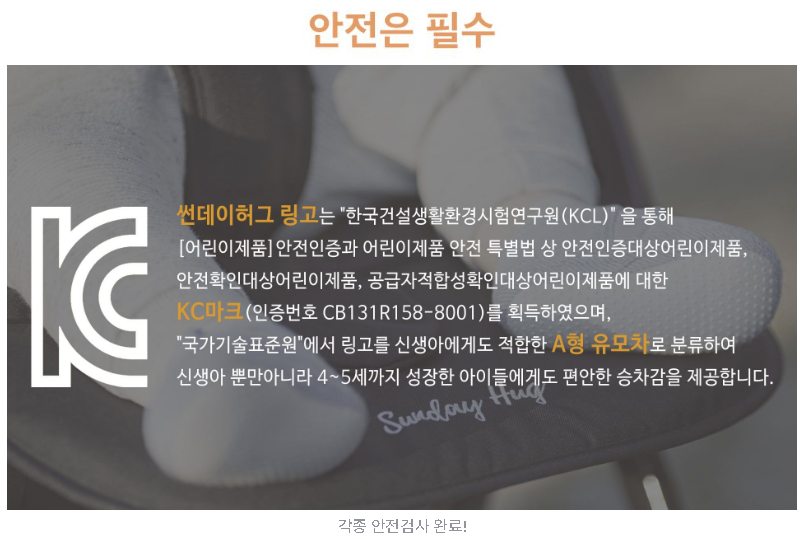 안전은 필수
KC
썬데이허그 링고는 "한국건설생활환경시험연구원(KCL)" 을 통해
[어린이제품]안전인증과 어린이제품 안전 특별법 상 안전인증대상어린이제품,
안전확인대상어린이제품, 공급자적합성확인대상어린이제품에 대한
KC마크(인증번호 CB131R158-8001)를 획득하였으며,
"국가기술표준원"에서 링고를 신생아에게도 적합한 A형 유모차로 분류하여
신생아 뿐만아니라 4~5세까지 성장한 아이들에게도 편안한 승차감을 제공합니다.
Sunday Hug
각종 안전검사 완료!